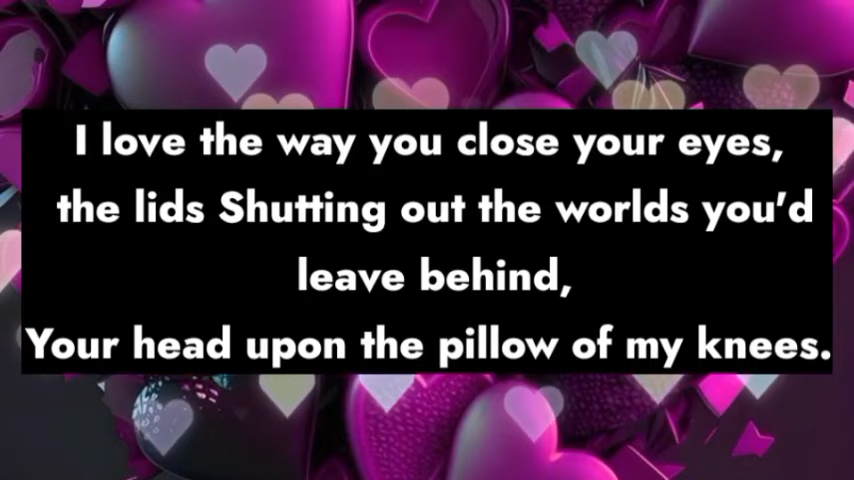 I love the way you close your eyes,
the lids Shutting out the worlds you'd
leave behind,
Your head upon the pillow of my knees.